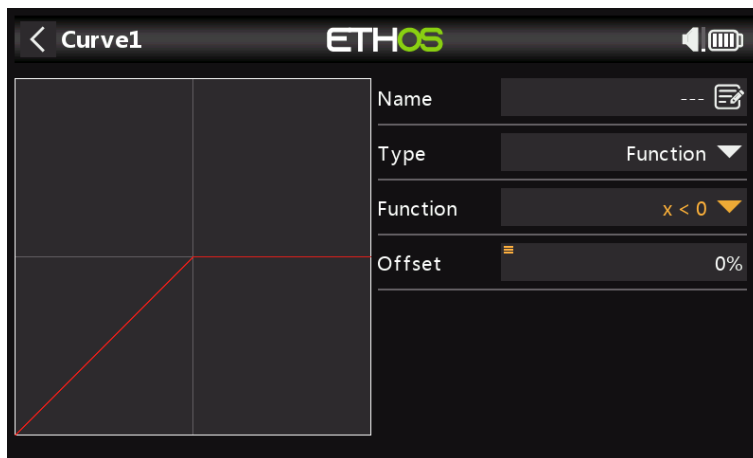 Curve1
ETHOS
Name ---
Type Function
Function x < 0
Offset 0%